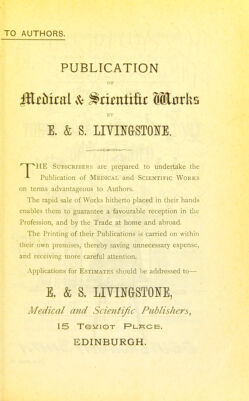 TO AUTHORS.
PUBLICATION
OF
Medical & Scientific Works
BY
E. & S. LIVINGSTONE.
THE SUBSCRIBERS are prepared to undertake the
Publication of MEDICAL and SCIENTIFIC WORKS
on terms advantageous to Authors.
The rapid sale of Works hitherto placed in their hands
enables them to guarantee a favourable reception in the
Profession, and by the Trade at home and abroad.
The Printing of their Publications is carried on within
their own premises, thereby saving unnecessary expense,
and receiving more careful attention.
Applications for ESTIMATES should be addressed to—
E. & S. LIVINGSTONE,
Medical and Scientific Publishers,
15 TEVIOT PLACE,
EDINBURGH.